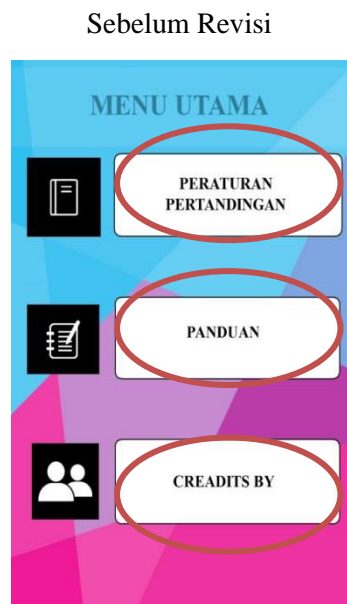 Sebelum Revisi
MENU UTAMA
PERATURAN
PERTANDINGAN
PANDUAN
CREADITS BY